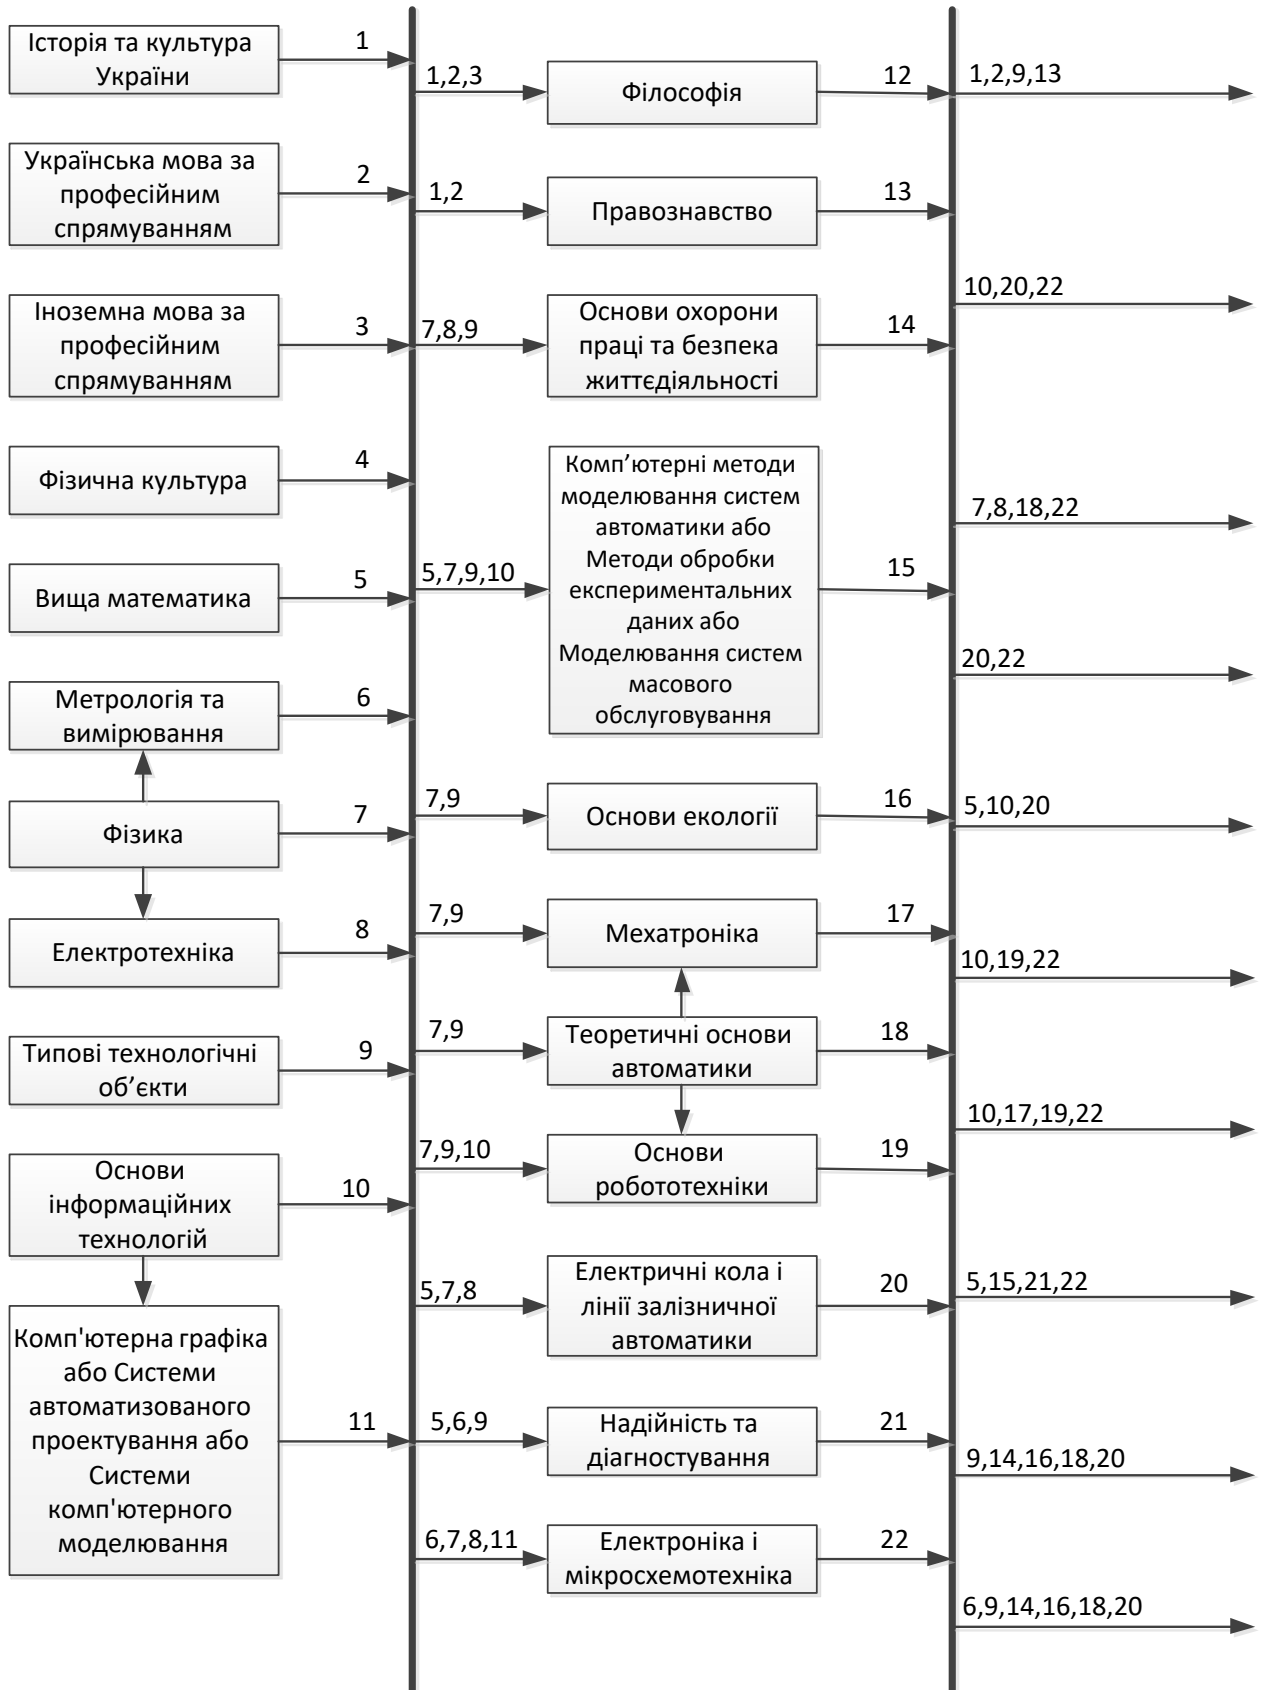 Історія та культура
України
1
Українська мова за
професійним
спрямуванням
2
Іноземна мова за
професійним
спрямуванням
3
Фізична культура
4
Вища математика
5
Метрологія та
вимірювання
6
Фізика
7
Електротехніка
8
Типові технологічні
об’єкти
9
Основи
інформаційних
технологій
10
Комп'ютерна графіка
або Системи
автоматизованого
проектування або
Системи
комп'ютерного
моделювання
11
1,2,3
Філософія
12
1,2
Правознавство
13
7,8,9
Основи охорони
праці та безпека
життєдіяльності
14
5,7,9,10
Комп’ютерні методи
моделювання систем
автоматики або
Методи обробки
експериментальних
даних або
Моделювання систем
масового
обслуговування
15
7,9
Основи екології
16
7,9
Мехатроніка
17
7,9
Теоретичні основи
автоматики
18
7,9,10
Основи
робототехніки
19
5,7,8
Електричні кола і
лінії залізничної
автоматики
20
5,6,9
Надійність та
діагностування
21
6,7,8,11
Електроніка і
мікросхемотехніка
22
1,2,9,13
10,20,22
7,8,18,22
20,22
5,10,20
10,19,22
10,17,19,22
5,15,21,22
9,14,16,18,20
6,9,14,16,18,20